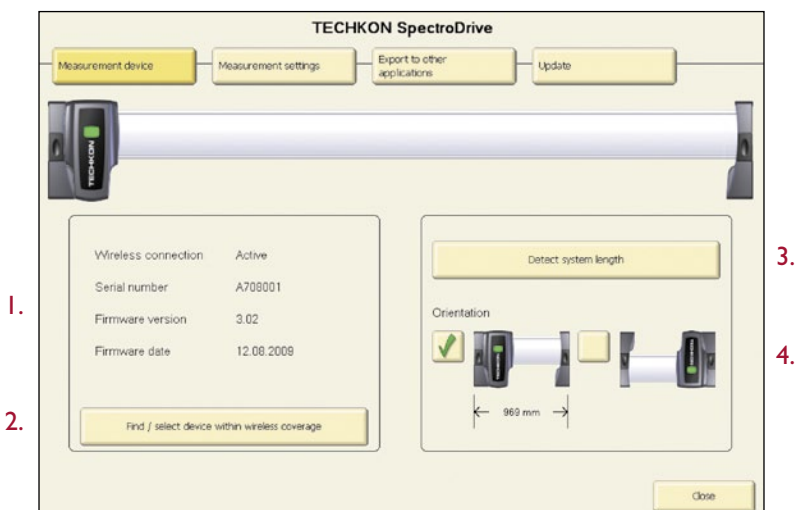 TECHKON SpectroDrive
Measurement device
Measurement settings
Export to other
applications
Update
TECHKON
Wireless connection Active
Serial number A708001
Firmware version 3.02
Firmware date 12.08.2009
Find / select device within wireless coverage
1.
2.
Detect system length
Orientation
969 mm
3.
4.
Close